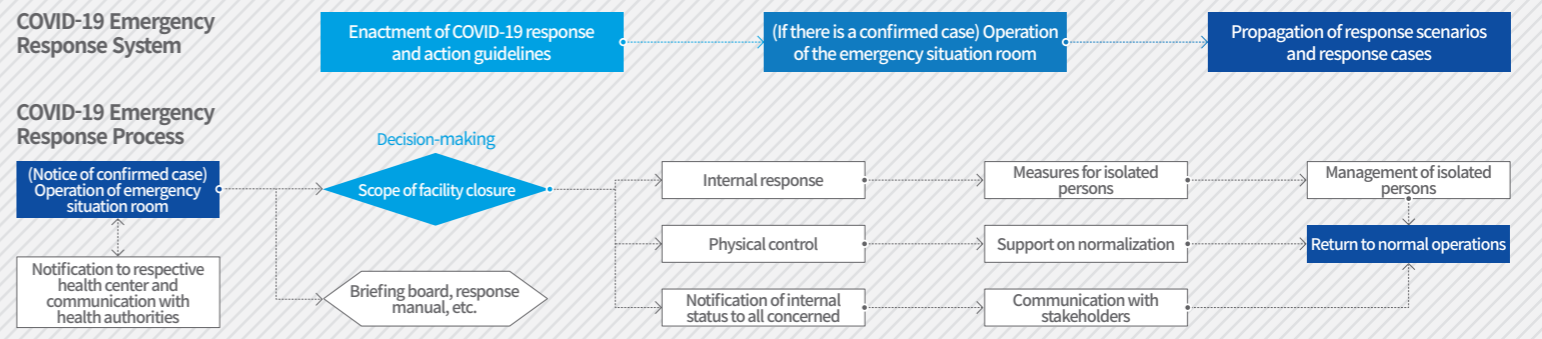 COVID-19 Emergency
Response System
Enactment of COVID-19 response
and action guidelines
(If there is a confirmed case) Operation
of the emergency situation room
Propagation of response scenarios
and response cases
COVID-19 Emergency
Response Process
(Notice of confirmed case)
Operation of emergency
situation room
Notification to respective
health center and
communication with
health authorities
Decision-making
Scope of facility closure
Briefing board, response
manual, etc.
Internal response
Measures for isolated
persons
Management of isolated
persons
Physical control
Support on normalization
Return to normal operations
Notification of internal
status to all concerned
Communication with
stakeholders